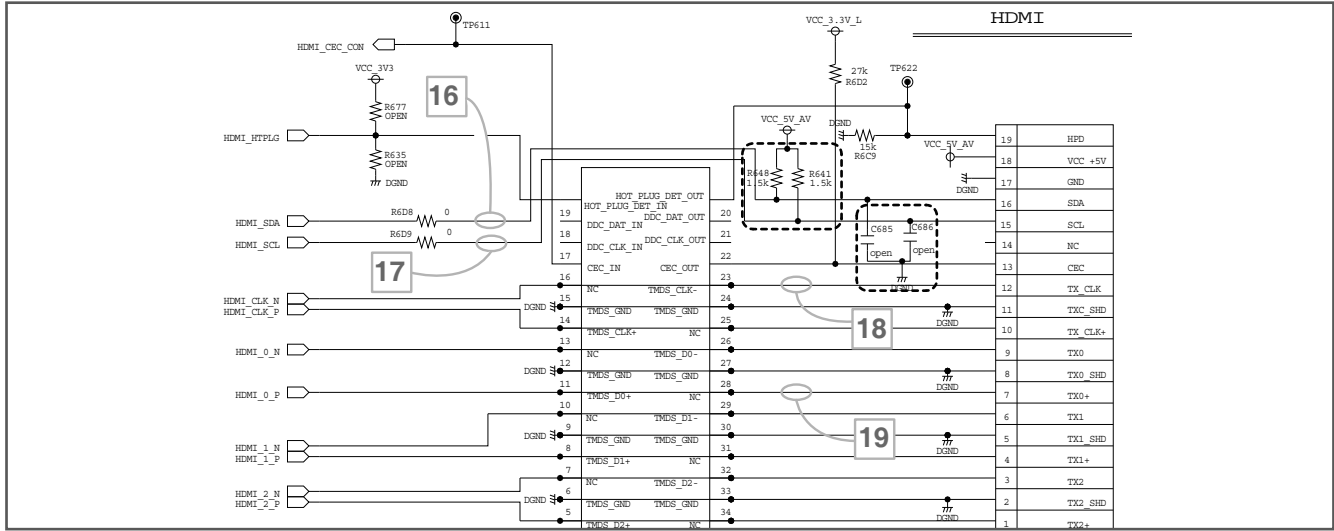 HDMI
TP611
HDMI_CEC_CON
VCC_3.3V_L
27k
R6D2
TP622
VCC_3V3
R677
OPEN
16
HDMI_HTPLG
R635
OPEN
DGND
VCC_5V_AV
DGND
15k
R6C9
VCC_5V_AV
DGND
R648
1.5k
R641
1.5k
HDMI_SDA
R6D8
0
HDMI_SCL
R6D9
0
17
C685
open
C686
open
DGND
HOT_PLUG_DET_OUT
HOT_PLUG_DET_IN
19
DDC_DAT_OUT
20
DDC_DAT_IN
18
DDC_CLK_OUT
21
DDC_CLK_IN
17
22
CEC_IN
CEC_OUT
16
23
NC
TMDS_CLK-
HDMI_CLK_N
HDMI_CLK_P
DGND
15
24
TMDS_GND
TMDS_GND
DGND
18
14
25
TMDS_CLK+
NC
HDMI_0_N
13
26
NC
TMDS_D0-
DGND
12
27
TMDS_GND
TMDS_GND
DGND
HDMI_0_P
11
28
TMDS_D0+
NC
10
29
NC
TMDS_D1-
19
DGND
9
30
TMDS_GND
TMDS_GND
DGND
HDMI_1_N
HDMI_1_P
8
31
TMDS_D1+
NC
7
32
NC
TMDS_D2-
HDMI_2_N
HDMI_2_P
DGND
6
33
TMDS_GND
TMDS_GND
DGND
5
34
TMDS_D2+
NC
19 HPD
18 VCC +5V
17 GND
16 SDA
15 SCL
14 NC
13 CEC
12 TX_CLK
11 TXC_SHD
10 TX_CLK+
9 TX0
8 TX0_SHD
7 TX0+
6 TX1
5 TX1_SHD
4 TX1+
3 TX2
2 TX2_SHD
1 TX2+